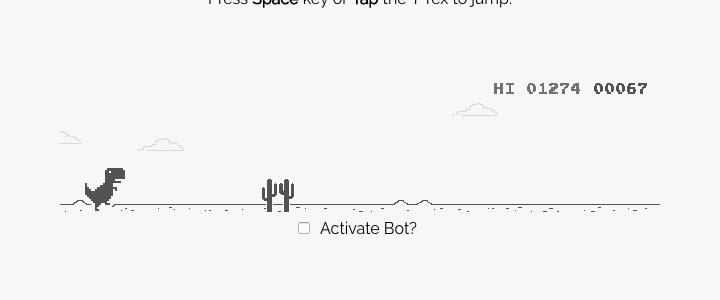 Press Space key or Tap the T-rex to jump.
HI 01274 00067
Activate Bot?